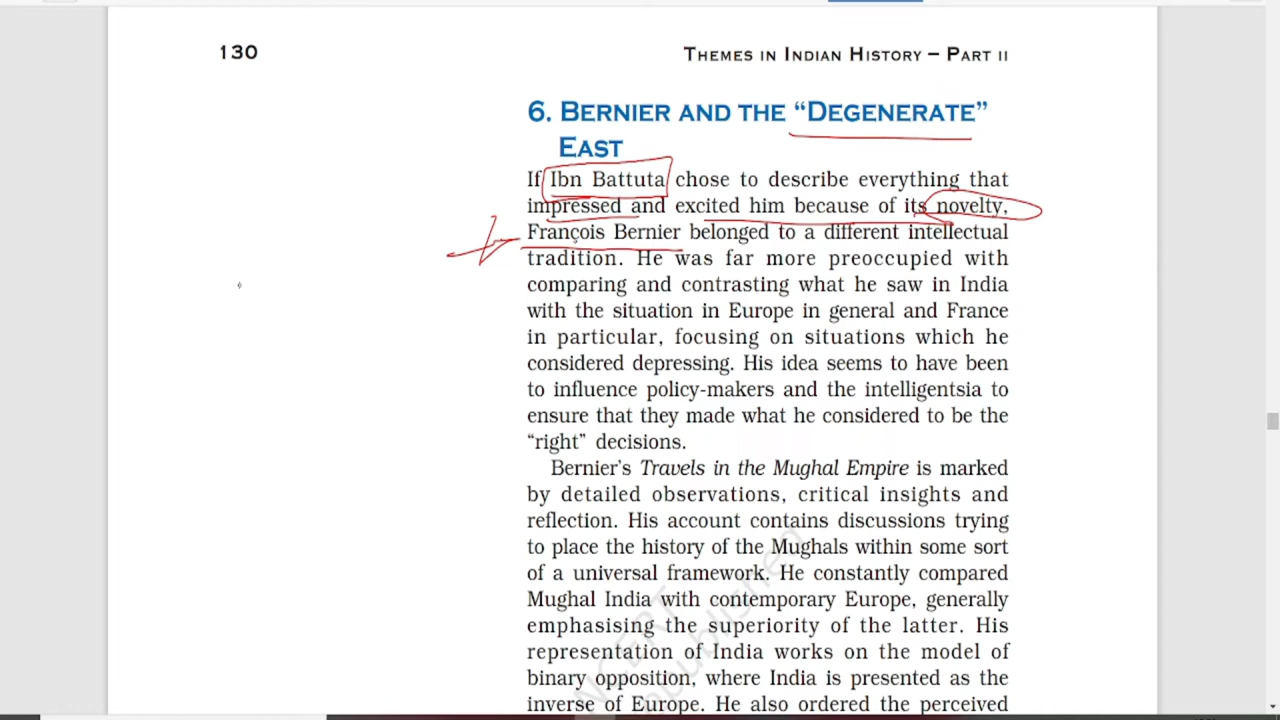 130
THEMES IN INDIAN HISTORY – PART II
6. BERNIER AND THE “DEGENERATE”
EAST
If Ibn Battuta chose to describe everything that
impressed and excited him because of its novelty,
François Bernier belonged to a different intellectual
tradition. He was far more preoccupied with
comparing and contrasting what he saw in India
with the situation in Europe in general and France
in particular, focusing on situations which he
considered depressing. His idea seems to have been
to influence policy-makers and the intelligentsia to
ensure that they made what he considered to be the
“right” decisions.
Bernier’s Travels in the Mughal Empire is marked
by detailed observations, critical insights and
reflection. His account contains discussions trying
to place the history of the Mughals within some sort
of a universal framework. He constantly compared
Mughal India with contemporary Europe, generally
emphasising the superiority of the latter. His
representation of India works on the model of
binary opposition, where India is presented as the
inverse of Europe. He also ordered the perceived
NCERT